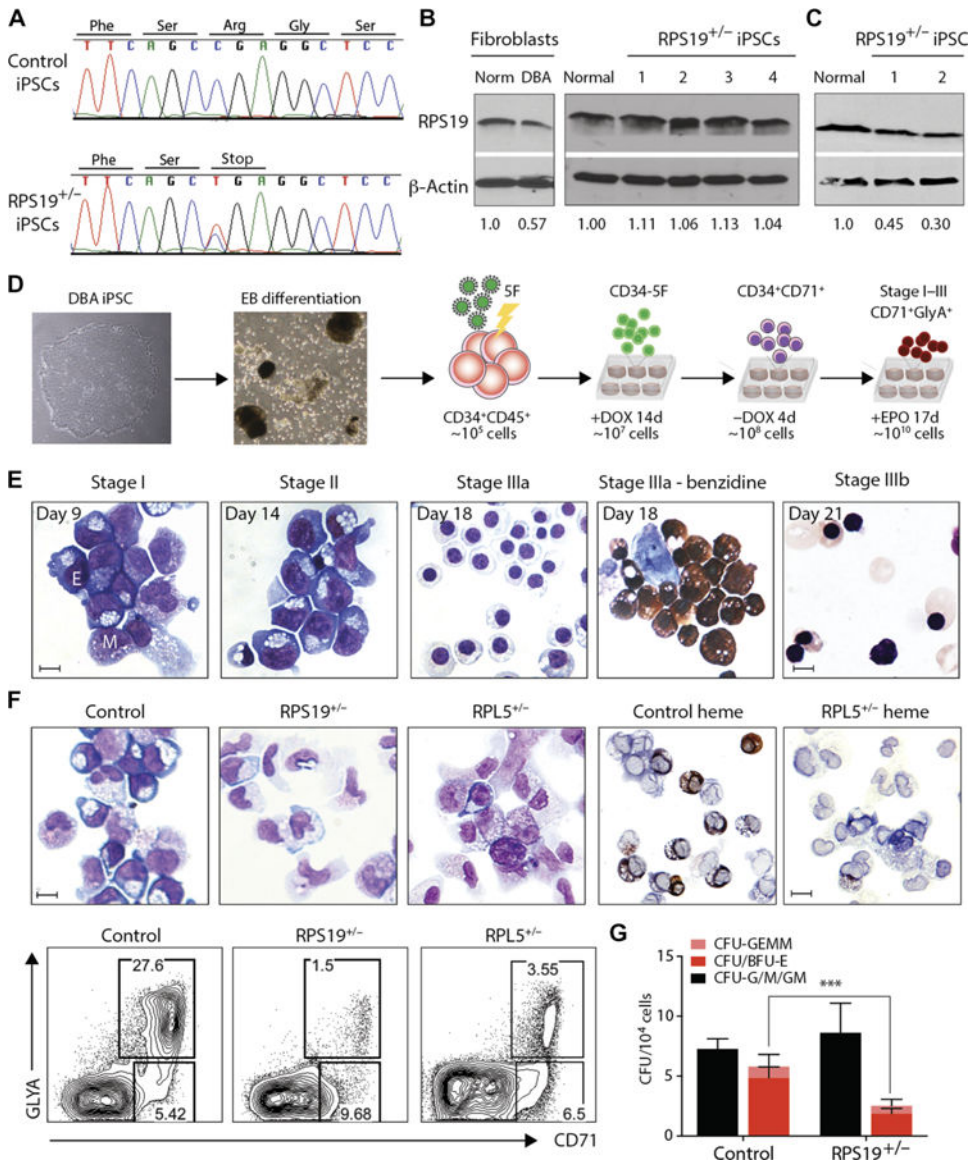 A
Phe Ser Arg Gly Ser
T T C A G C C G A G G C T C C
Control
iPSCs
Phe Ser Stop
T T C A G C T G A G G C T C C
RPS19+/–
iPSCs
B
Fibroblasts
RPS19+/– iPSCs
Norm DBA
Normal 1 2 3 4
RPS19
β-Actin
1.0 0.57
1.00 1.11 1.06 1.13 1.04
C
RPS19+/– iPSC
Normal 1 2
1.0 0.45 0.30
D
DBA iPSC
EB differentiation
5F
CD34+CD45+
~10⁵ cells
CD34-5F
+DOX 14d
~10⁷ cells
CD34+CD71+
–DOX 4d
~10⁸ cells
Stage I–III
CD71+GlyA+
+EPO 17d
~10¹⁰ cells
E
Stage I
Stage II
Stage IIIa
Stage IIIa - benzidine
Stage IIIb
Day 9
Day 14
Day 18
Day 18
Day 21
E
M
F
Control
RPS19+/–
RPL5+/–
Control heme
RPL5+/– heme
Control
RPS19+/–
RPL5+/–
27.6
5.42
1.5
9.68
3.55
6.5
GLYA
CD71
G
CFU-GEMM
CFU/BFU-E
CFU-G/M/GM
***
CFU/10⁴ cells
15
10
5
0
Control
RPS19+/–